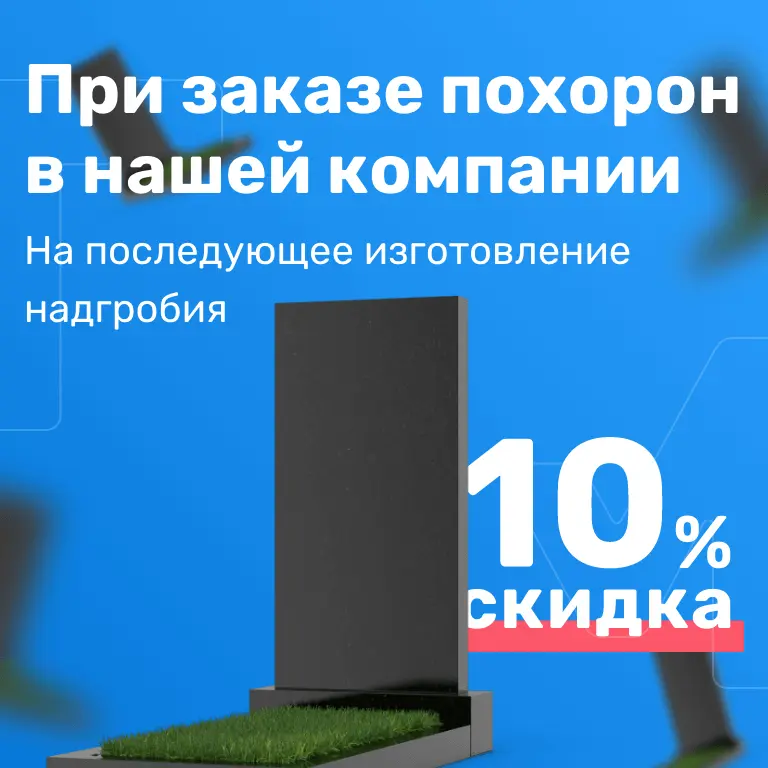 При заказе похорон
в нашей компании
На последующее изготовление
надгробия
10%
скидка